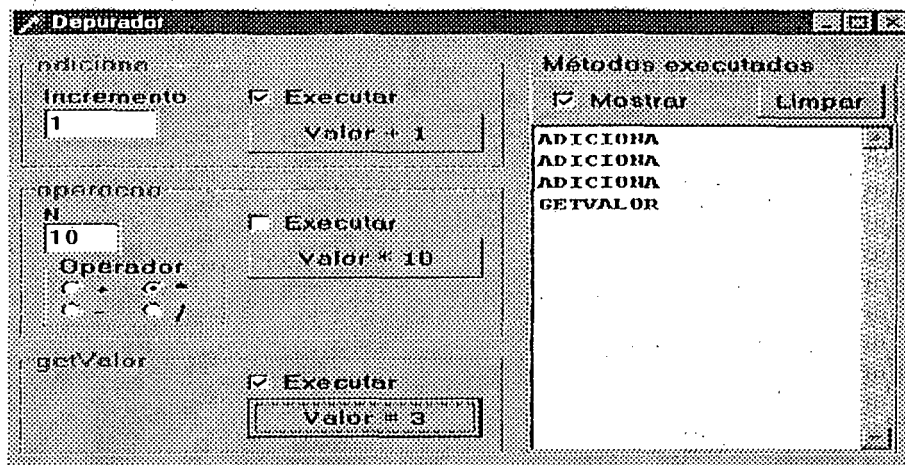 Depurador
adiciona
Incremento
1
Executar
Valor + 1
operacao
N
10
Operador
+ *
- /
Executar
Valor * 10
getValor
Executar
Valor = 3
Métodos executados
Mostrar Limpar
ADICIONA
ADICIONA
ADICIONA
GETVALOR